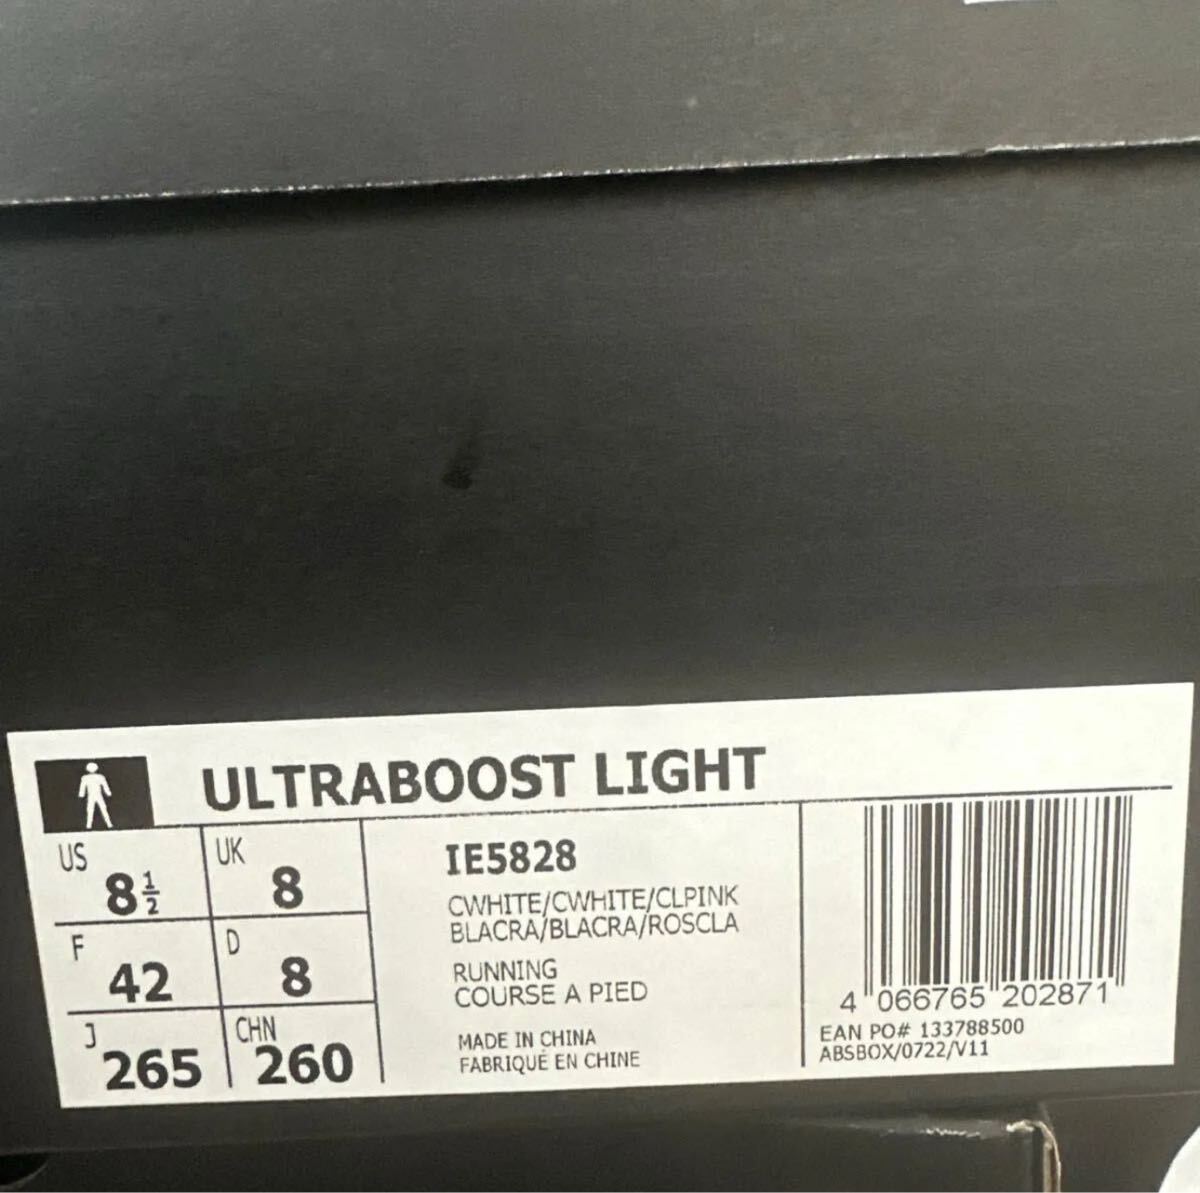 ULTRABOOST LIGHT
US 8½
UK 8
F 42
D 8
J 265
CHN 260
IE5828
CWHITE/CWHITE/CLPINK
BLACRA/BLACRA/ROSCLA
RUNNING
COURSE A PIED
MADE IN CHINA
FABRIQUÉ EN CHINE
4 066765 202871
EAN PO# 133788500
ABSBOX/0722/V11